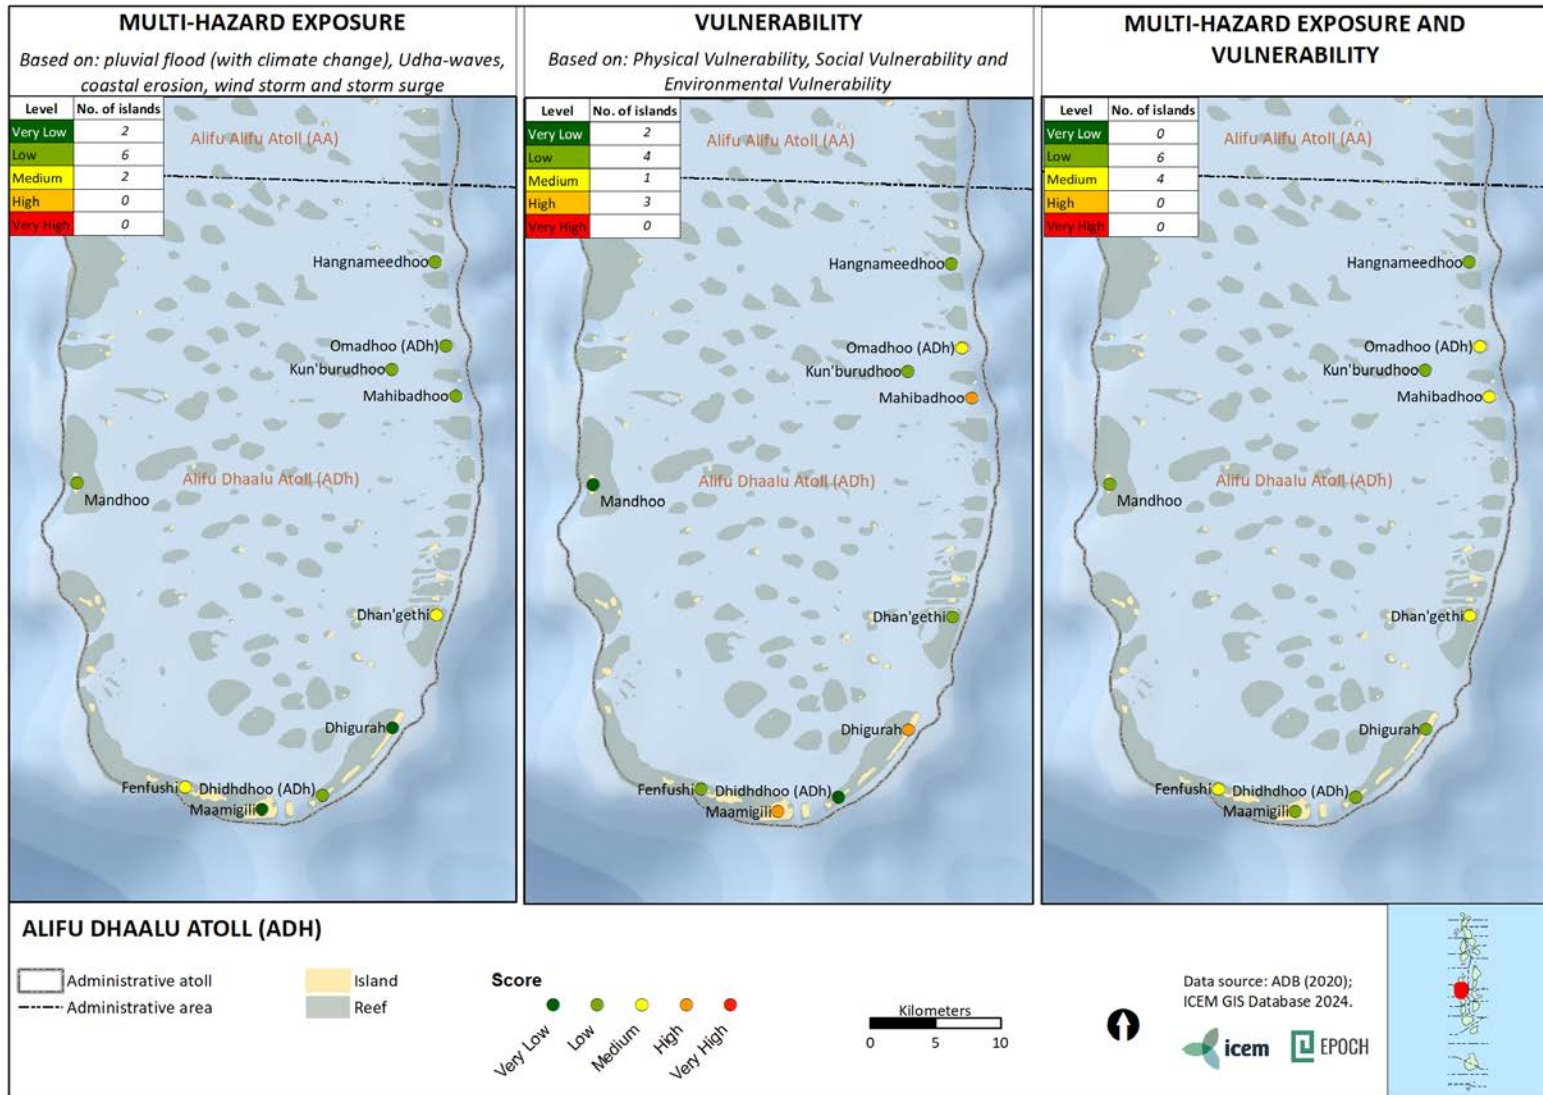 MULTI-HAZARD EXPOSURE
Based on: pluvial flood (with climate change), Udha-waves,
coastal erosion, wind storm and storm surge
Level No. of islands
Very Low 2
Low 6
Medium 2
High 0
Very High 0
Alifu Alifu Atoll (AA)
Hangnameedhoo
Omadhoo (ADh)
Kun'burudhoo
Mahibadhoo
Alifu Dhaalu Atoll (ADh)
Mandhoo
Dhan'gethi
Dhigurah
Fenfushi
Dhidhdhoo (ADh)
Maamigili
VULNERABILITY
Based on: Physical Vulnerability, Social Vulnerability and
Environmental Vulnerability
Level No. of islands
Very Low 2
Low 4
Medium 1
High 3
Very High 0
Alifu Alifu Atoll (AA)
Hangnameedhoo
Omadhoo (ADh)
Kun'burudhoo
Mahibadhoo
Alifu Dhaalu Atoll (ADh)
Mandhoo
Dhan'gethi
Dhigurah
Fenfushi
Dhidhdhoo (ADh)
Maamigili
MULTI-HAZARD EXPOSURE AND
VULNERABILITY
Level No. of islands
Very Low 0
Low 6
Medium 4
High 0
Very High 0
Alifu Alifu Atoll (AA)
Hangnameedhoo
Omadhoo (ADh)
Kun'burudhoo
Mahibadhoo
Alifu Dhaalu Atoll (ADh)
Mandhoo
Dhan'gethi
Dhigurah
Fenfushi
Dhidhdhoo (ADh)
Maamigili
ALIFU DHAALU ATOLL (ADH)
Administrative atoll
Administrative area
Island
Reef
Score
Very Low
Low
Medium
High
Very High
Kilometers
0 5 10
Data source: ADB (2020);
ICEM GIS Database 2024.
icem
EPOCH